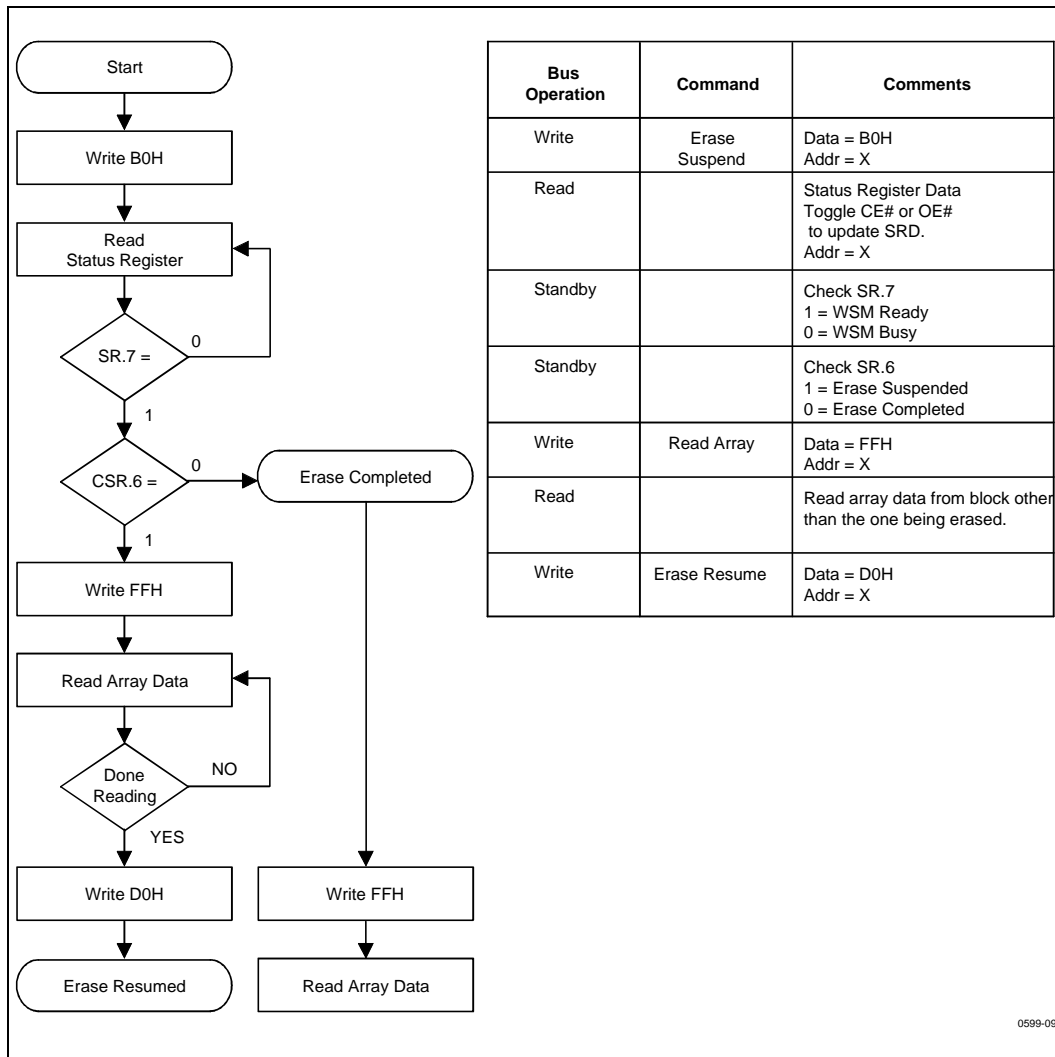 Start
Write B0H
Read
Status Register
SR.7 =
0
1
CSR.6 =
0
Erase Completed
1
Write FFH
Read Array Data
Done
Reading
NO
YES
Write D0H
Write FFH
Erase Resumed
Read Array Data
Bus
Operation
Command
Comments
Write
Erase
Suspend
Data = B0H
Addr = X
Read
Status Register Data
Toggle CE# or OE#
to update SRD.
Addr = X
Standby
Check SR.7
1 = WSM Ready
0 = WSM Busy
Standby
Check SR.6
1 = Erase Suspended
0 = Erase Completed
Write
Read Array
Data = FFH
Addr = X
Read
Read array data from block other
than the one being erased.
Write
Erase Resume
Data = D0H
Addr = X
0599-09